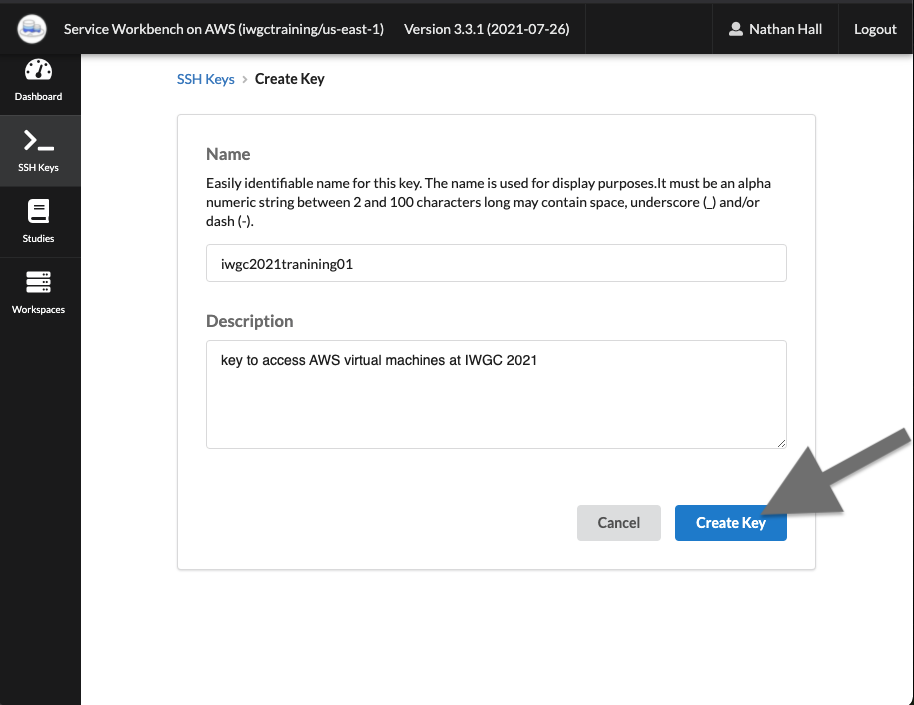 Service Workbench on AWS (iwgctraining/us-east-1) Version 3.3.1 (2021-07-26) Nathan Hall Logout
Dashboard
SSH Keys
Studies
Workspaces
SSH Keys > Create Key
Name
Easily identifiable name for this key. The name is used for display purposes.It must be an alpha
numeric string between 2 and 100 characters long may contain space, underscore (_) and/or
dash (-).
iwgc2021tranining01
Description
key to access AWS virtual machines at IWGC 2021
Cancel Create Key